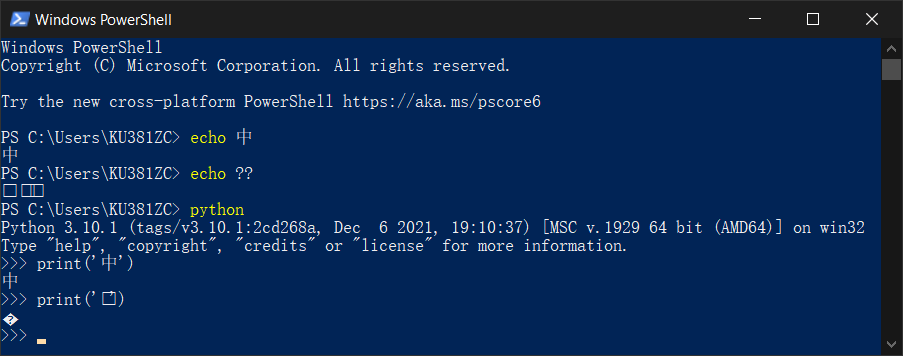 Windows PowerShell
Windows PowerShell
Copyright (C) Microsoft Corporation. All rights reserved.
Try the new cross-platform PowerShell https://aka.ms/pscore6
PS C:\Users\KU381ZC> echo 中
中
PS C:\Users\KU381ZC> echo ??
□ □□
PS C:\Users\KU381ZC> python
Python 3.10.1 (tags/v3.10.1:2cd268a, Dec  6 2021, 19:10:37) [MSC v.1929 64 bit (AMD64)] on win32
Type "help", "copyright", "credits" or "license" for more information.
>>> print('中')
中
>>> print('□')
�
>>>